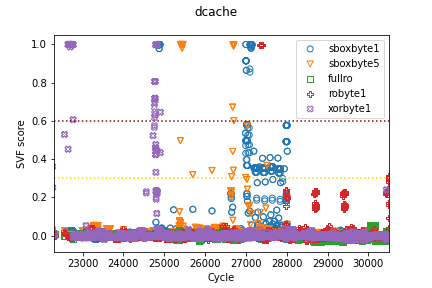 dcache
SVF score
1.0
0.8
0.6
0.4
0.2
0.0
sboxbyte1
sboxbyte5
fullro
robyte1
xorbyte1
23000 24000 25000 26000 27000 28000 29000 30000
Cycle